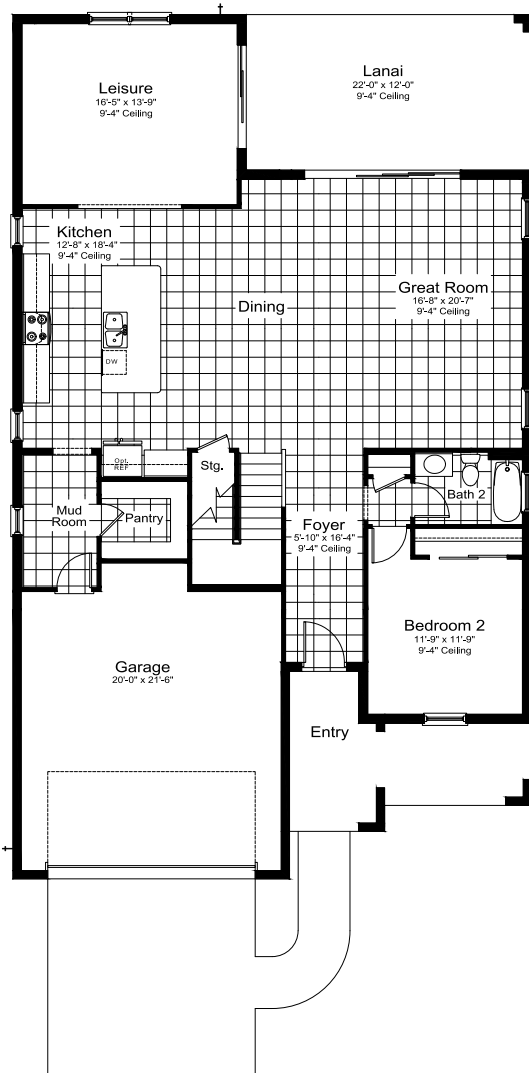 Leisure
16'-5" x 13'-9"
9'-4" Ceiling
Lanai
22'-0" x 12'-0"
9'-4" Ceiling
Kitchen
12'-8" x 18'-4"
9'-4" Ceiling
Dining
Great Room
16'-8" x 20'-7"
9'-4" Ceiling
DW
Opt.
REF
Stg.
Mud
Room
Pantry
Foyer
5'-10" x 16'-4"
9'-4" Ceiling
Bath 2
Bedroom 2
11'-9" x 11'-9"
9'-4" Ceiling
Garage
20'-0" x 21'-6"
Entry